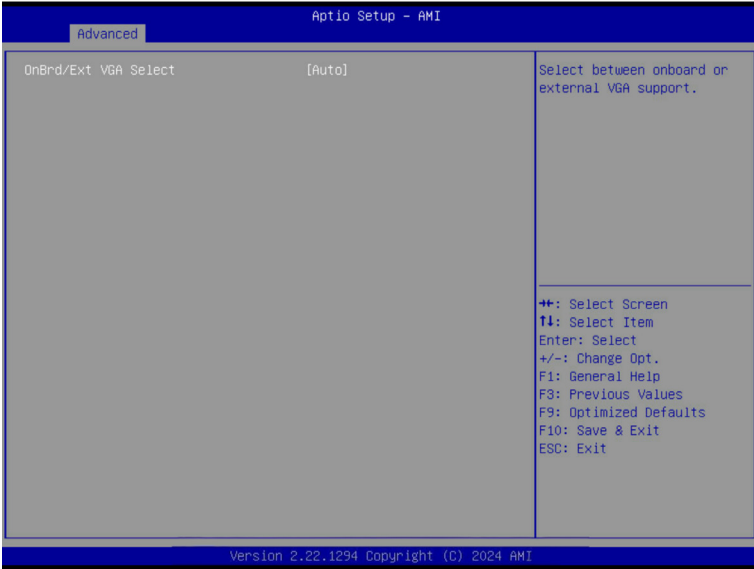 Aptio Setup – AMI
Advanced
OnBrd/Ext VGA Select [Auto]
Select between onboard or
external VGA support.
→←: Select Screen
↑↓: Select Item
Enter: Select
+/-: Change Opt.
F1: General Help
F3: Previous Values
F9: Optimized Defaults
F10: Save & Exit
ESC: Exit
Version 2.22.1294 Copyright (C) 2024 AMI